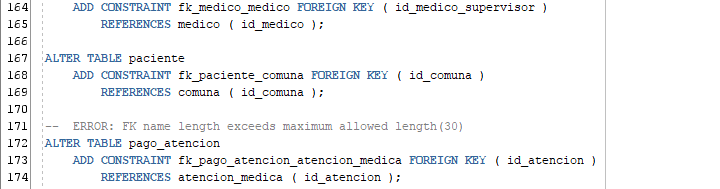 164 ADD CONSTRAINT fk_medico_medico FOREIGN KEY ( id_medico_supervisor )
165 REFERENCES medico ( id_medico );
166
167 ALTER TABLE paciente
168 ADD CONSTRAINT fk_paciente_comuna FOREIGN KEY ( id_comuna )
169 REFERENCES comuna ( id_comuna );
170
171 -- ERROR: FK name length exceeds maximum allowed length(30)
172 ALTER TABLE pago_atencion
173 ADD CONSTRAINT fk_pago_atencion_atencion_medica FOREIGN KEY ( id_atencion )
174 REFERENCES atencion_medica ( id_atencion );